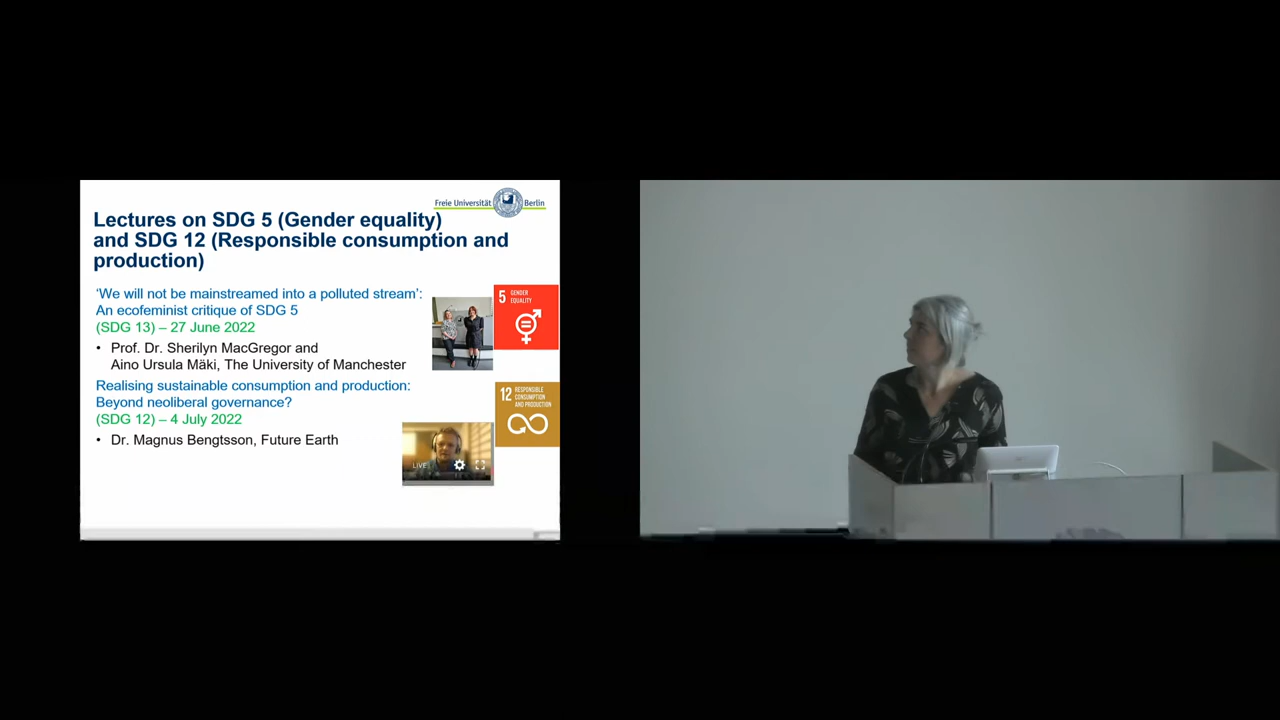 Freie Universität Berlin
Lectures on SDG 5 (Gender equality)
and SDG 12 (Responsible consumption and
production)
‘We will not be mainstreamed into a polluted stream’:
An ecofeminist critique of SDG 5
(SDG 13) – 27 June 2022
• Prof. Dr. Sherilyn MacGregor and
Aino Ursula Mäki, The University of Manchester
5 GENDER
EQUALITY
Realising sustainable consumption and production:
Beyond neoliberal governance?
(SDG 12) – 4 July 2022
• Dr. Magnus Bengtsson, Future Earth
12 RESPONSIBLE
CONSUMPTION
AND PRODUCTION
LIVE